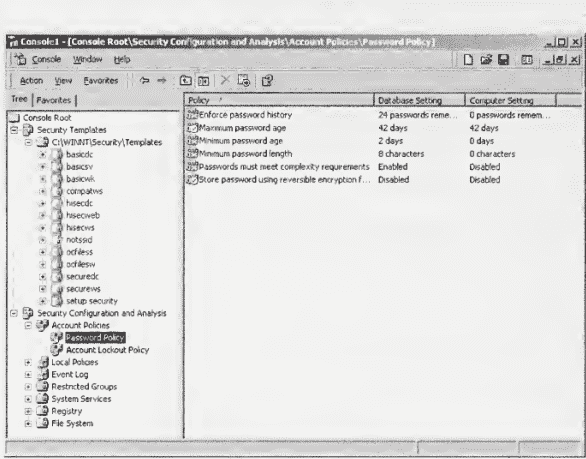 Console1 - [Console Root\Security Configuration and Analysis\Account Policies\Password Policy]
Console Window Help
Action View Favorites
Tree Favorites
Console Root
Security Templates
C:\WINNT\Security\Templates
basicdc
basicsv
basicwk
compatws
hisecdc
hisecweb
hisecws
notssid
ocfiless
ocfilesw
securedc
securews
setup security
Security Configuration and Analysis
Account Policies
Password Policy
Account Lockout Policy
Local Policies
Event Log
Restricted Groups
System Services
Registry
File System
Policy Database Setting Computer Setting
Enforce password history 24 passwords reme... 0 passwords remem...
Maximum password age 42 days 42 days
Minimum password age 2 days 0 days
Minimum password length 8 characters 0 characters
Passwords must meet complexity requirements Enabled Disabled
Store password using reversible encryption f... Disabled Disabled